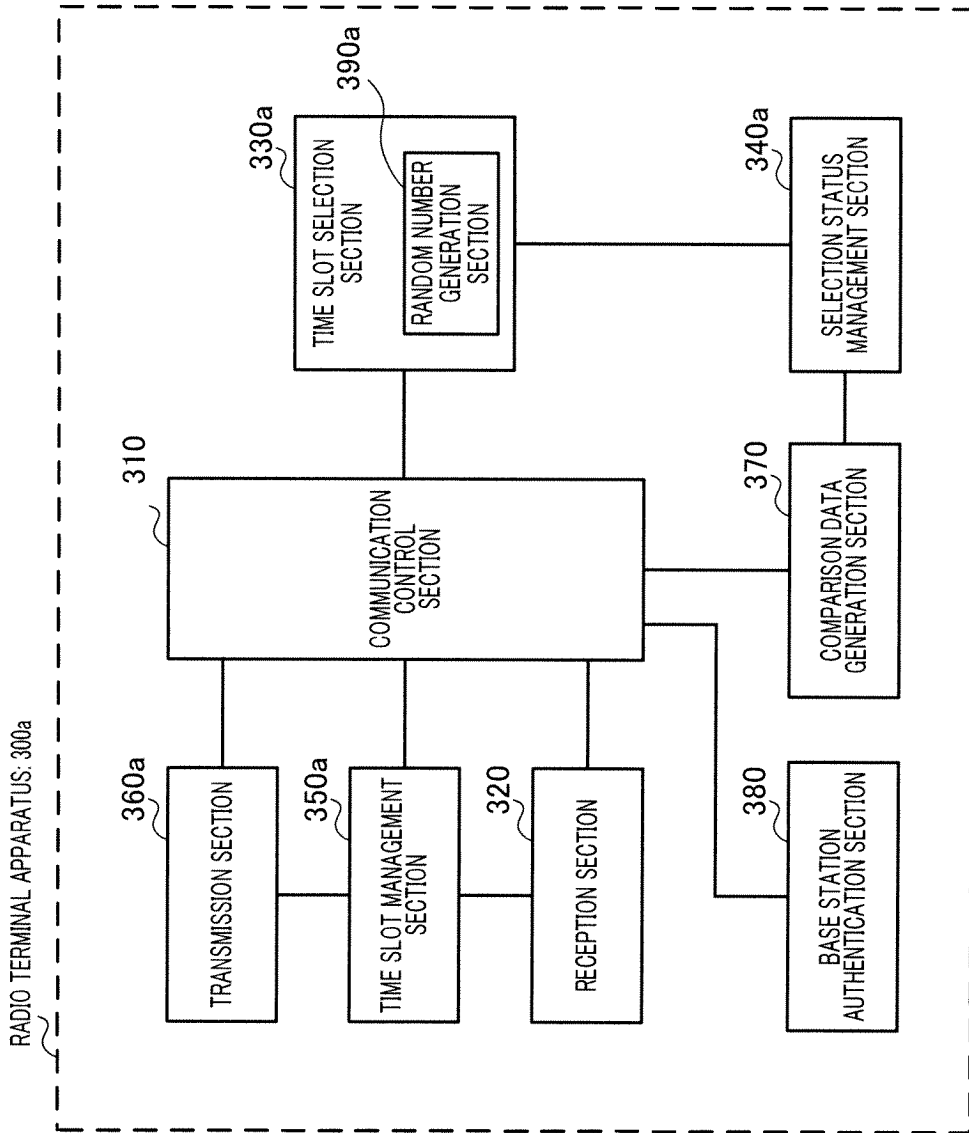 RADIO TERMINAL APPARATUS: 300a
360a
TRANSMISSION SECTION
350a
TIME SLOT MANAGEMENT
SECTION
320
RECEPTION SECTION
380
BASE STATION
AUTHENTICATION SECTION
310
COMMUNICATION
CONTROL
SECTION
370
COMPARISON DATA
GENERATION SECTION
330a
TIME SLOT SELECTION
SECTION
390a
RANDOM NUMBER
GENERATION
SECTION
340a
SELECTION STATUS
MANAGEMENT SECTION